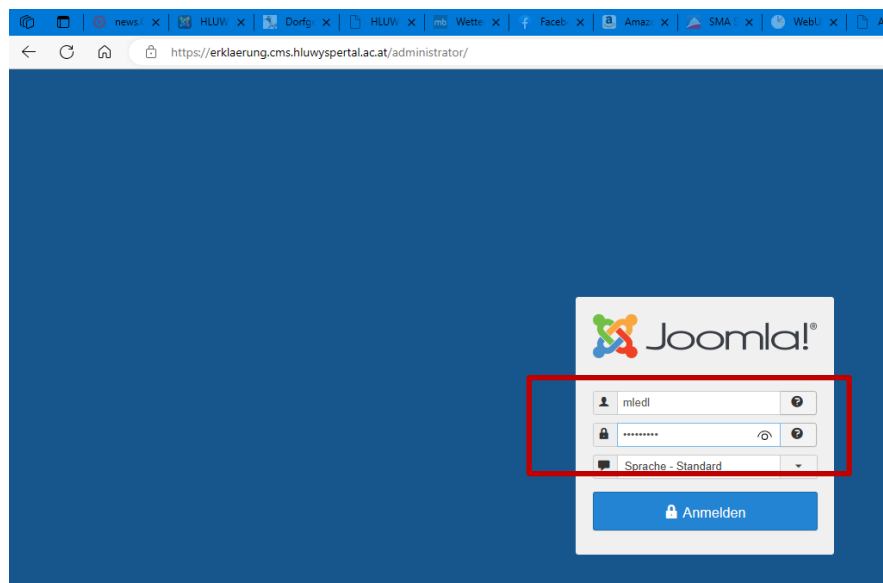 news.( HLUW Dorfg( HLUW mb Wette Faceb( a Amaz( SMA S WebU A
https://erklaerung.cms.hluwyspertal.ac.at/administrator/
Joomla!®
mledl
Sprache - Standard
Anmelden